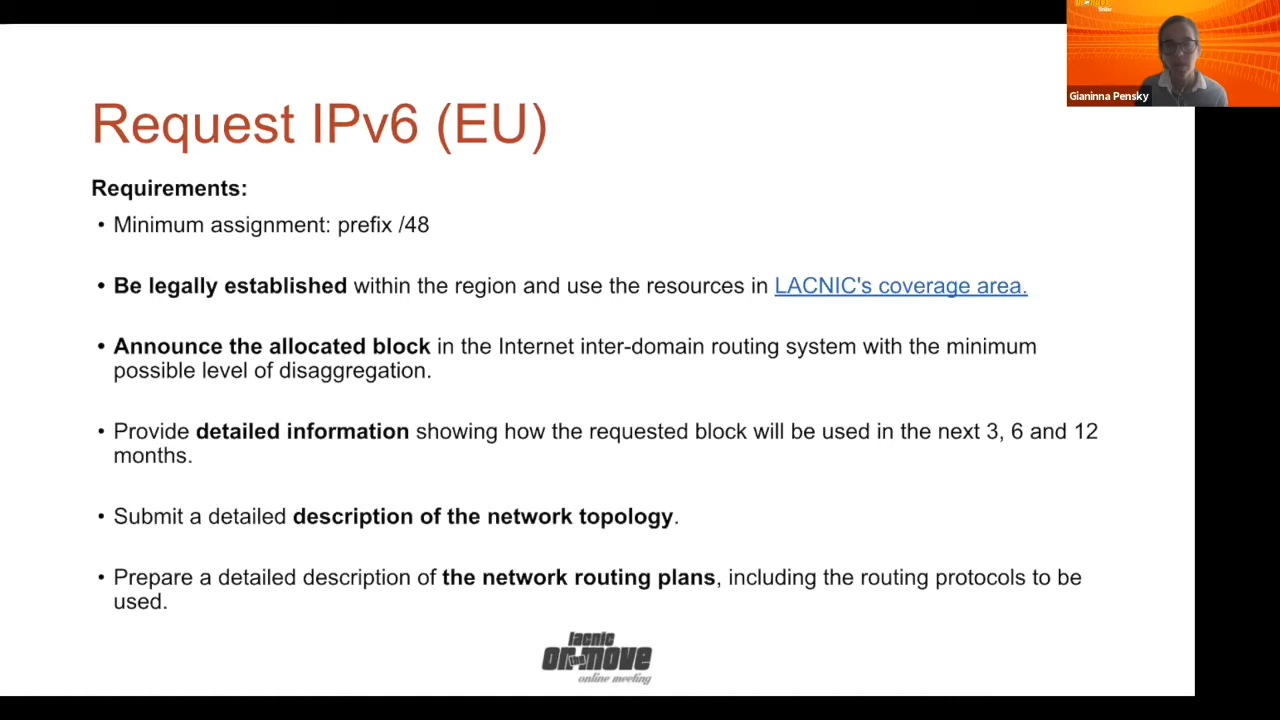 Gianinna Pensky
Request IPv6 (EU)
Requirements:
• Minimum assignment: prefix /48
• Be legally established within the region and use the resources in LACNIC's coverage area.
• Announce the allocated block in the Internet inter-domain routing system with the minimum
possible level of disaggregation.
• Provide detailed information showing how the requested block will be used in the next 3, 6 and 12
months.
• Submit a detailed description of the network topology.
• Prepare a detailed description of the network routing plans, including the routing protocols to be
used.
lacnic
on the move
online meeting